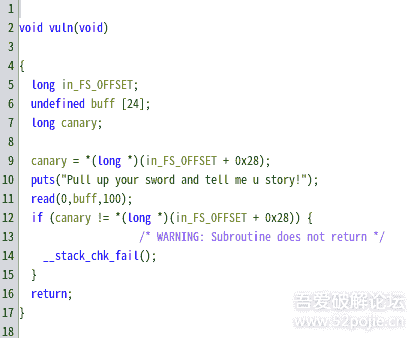 1
2 void vuln(void)
3
4 {
5 long in_FS_OFFSET;
6 undefined buff [24];
7 long canary;
8
9 canary = *(long *)(in_FS_OFFSET + 0x28);
10 puts("Pull up your sword and tell me u story!");
11 read(0,buff,100);
12 if (canary != *(long *)(in_FS_OFFSET + 0x28)) {
13 /* WARNING: Subroutine does not return */
14 __stack_chk_fail();
15 }
16 return;
17 }
18
吾爱破解论坛
www.52pojie.cn